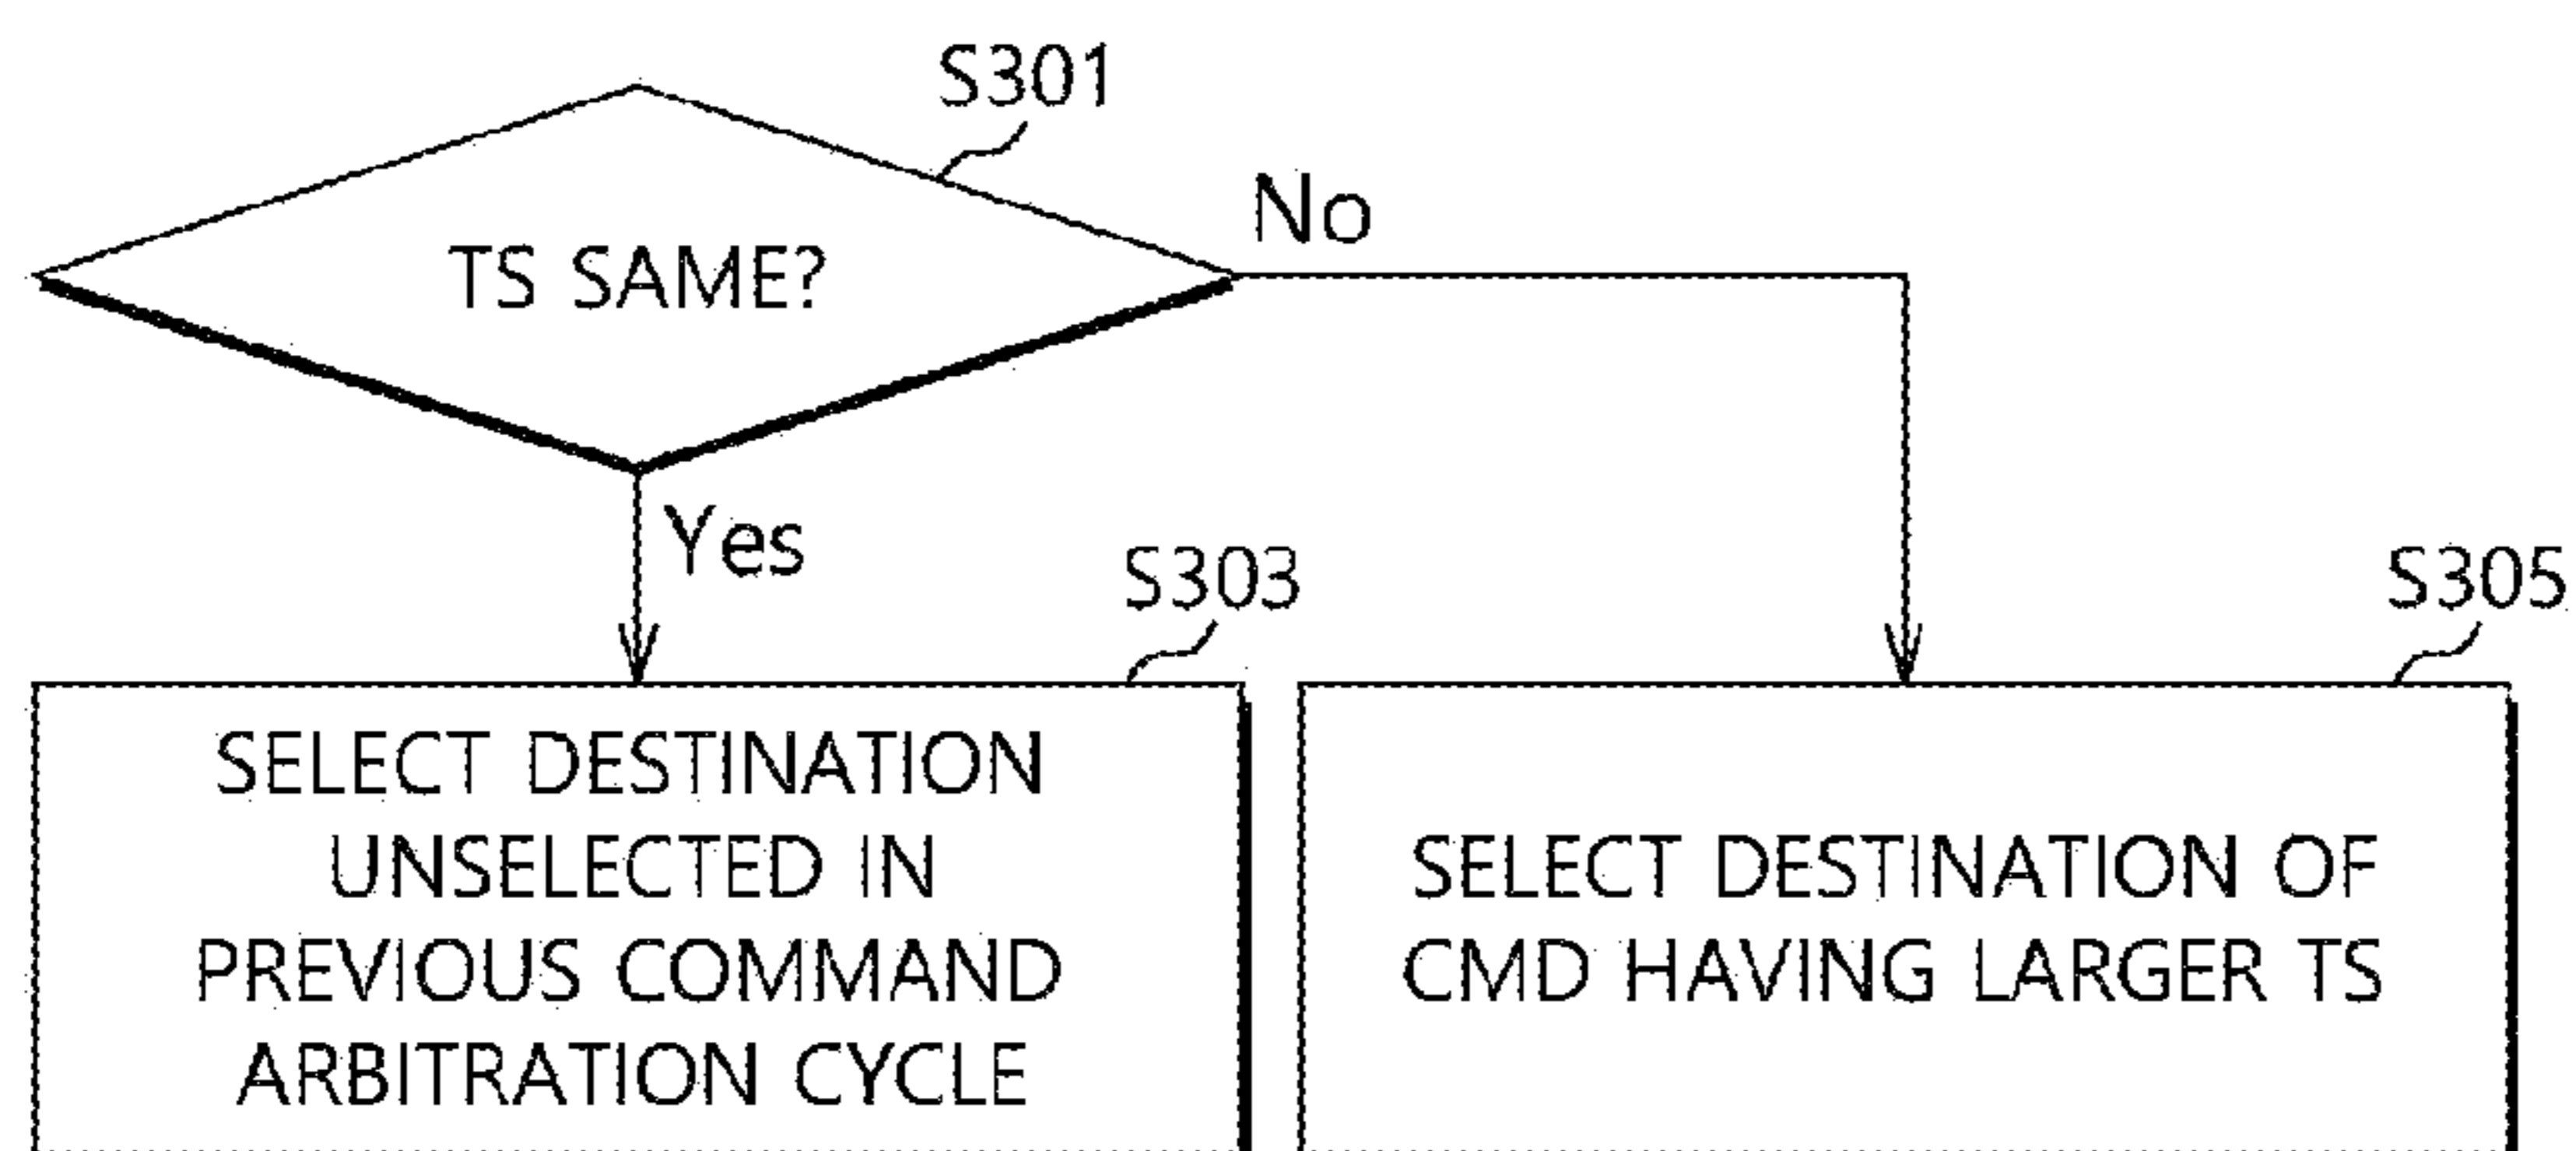 S301
TS SAME?
No
Yes
S303
S305
SELECT DESTINATION
UNSELECTED IN
PREVIOUS COMMAND
ARBITRATION CYCLE
SELECT DESTINATION OF
CMD HAVING LARGER TS